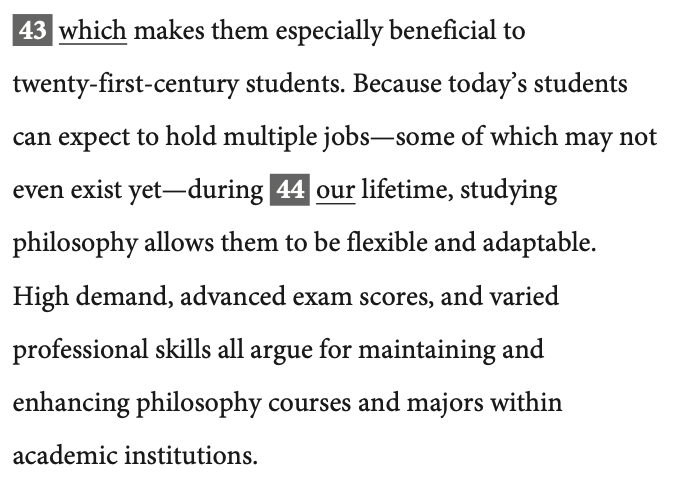 43 which makes them especially beneficial to
twenty-first-century students. Because today’s students
can expect to hold multiple jobs—some of which may not
even exist yet—during 44 our lifetime, studying
philosophy allows them to be flexible and adaptable.
High demand, advanced exam scores, and varied
professional skills all argue for maintaining and
enhancing philosophy courses and majors within
academic institutions.